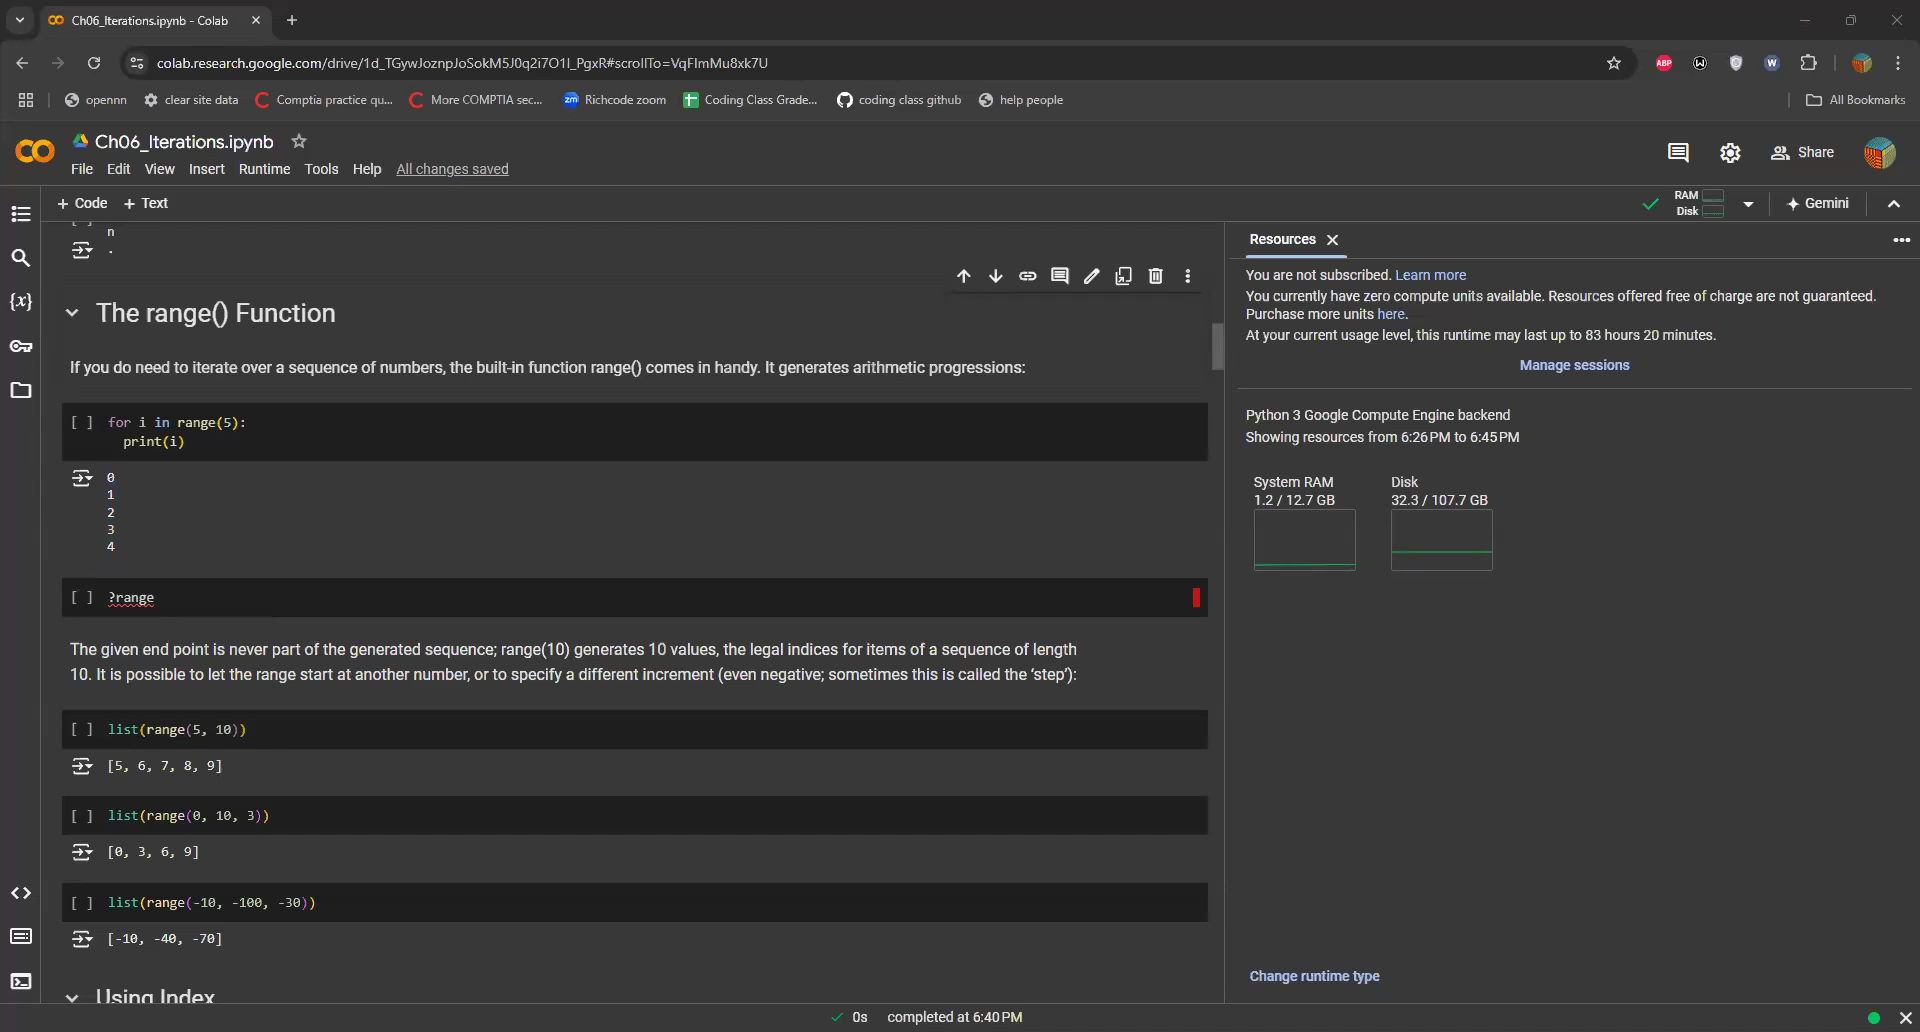 Ch06_Iterations.ipynb - Colab
colab.research.google.com/drive/1d_TGywJoznpJoSokM5J0q2i7O1I_PgxR#scrollTo=VqFImMu8xk7U
ABP
W
opennn
clear site data
Comptia practice qu...
More COMPTIA sec...
zm
Richcode zoom
Coding Class Grade...
coding class github
help people
All Bookmarks
Ch06_Iterations.ipynb
File Edit View Insert Runtime Tools Help All changes saved
Share
+ Code + Text
RAM
Disk
Gemini
n
.
The range() Function
If you do need to iterate over a sequence of numbers, the built-in function range() comes in handy. It generates arithmetic progressions:
[ ] for i in range(5):
print(i)
0
1
2
3
4
[ ] ?range
The given end point is never part of the generated sequence; range(10) generates 10 values, the legal indices for items of a sequence of length
10. It is possible to let the range start at another number, or to specify a different increment (even negative; sometimes this is called the ‘step’):
[ ] list(range(5, 10))
[5, 6, 7, 8, 9]
[ ] list(range(0, 10, 3))
[0, 3, 6, 9]
[ ] list(range(-10, -100, -30))
[-10, -40, -70]
Using Index
Resources
You are not subscribed. Learn more
You currently have zero compute units available. Resources offered free of charge are not guaranteed.
Purchase more units here.
At your current usage level, this runtime may last up to 83 hours 20 minutes.
Manage sessions
Python 3 Google Compute Engine backend
Showing resources from 6:26 PM to 6:45 PM
System RAM
1.2 / 12.7 GB
Disk
32.3 / 107.7 GB
Change runtime type
0s completed at 6:40 PM